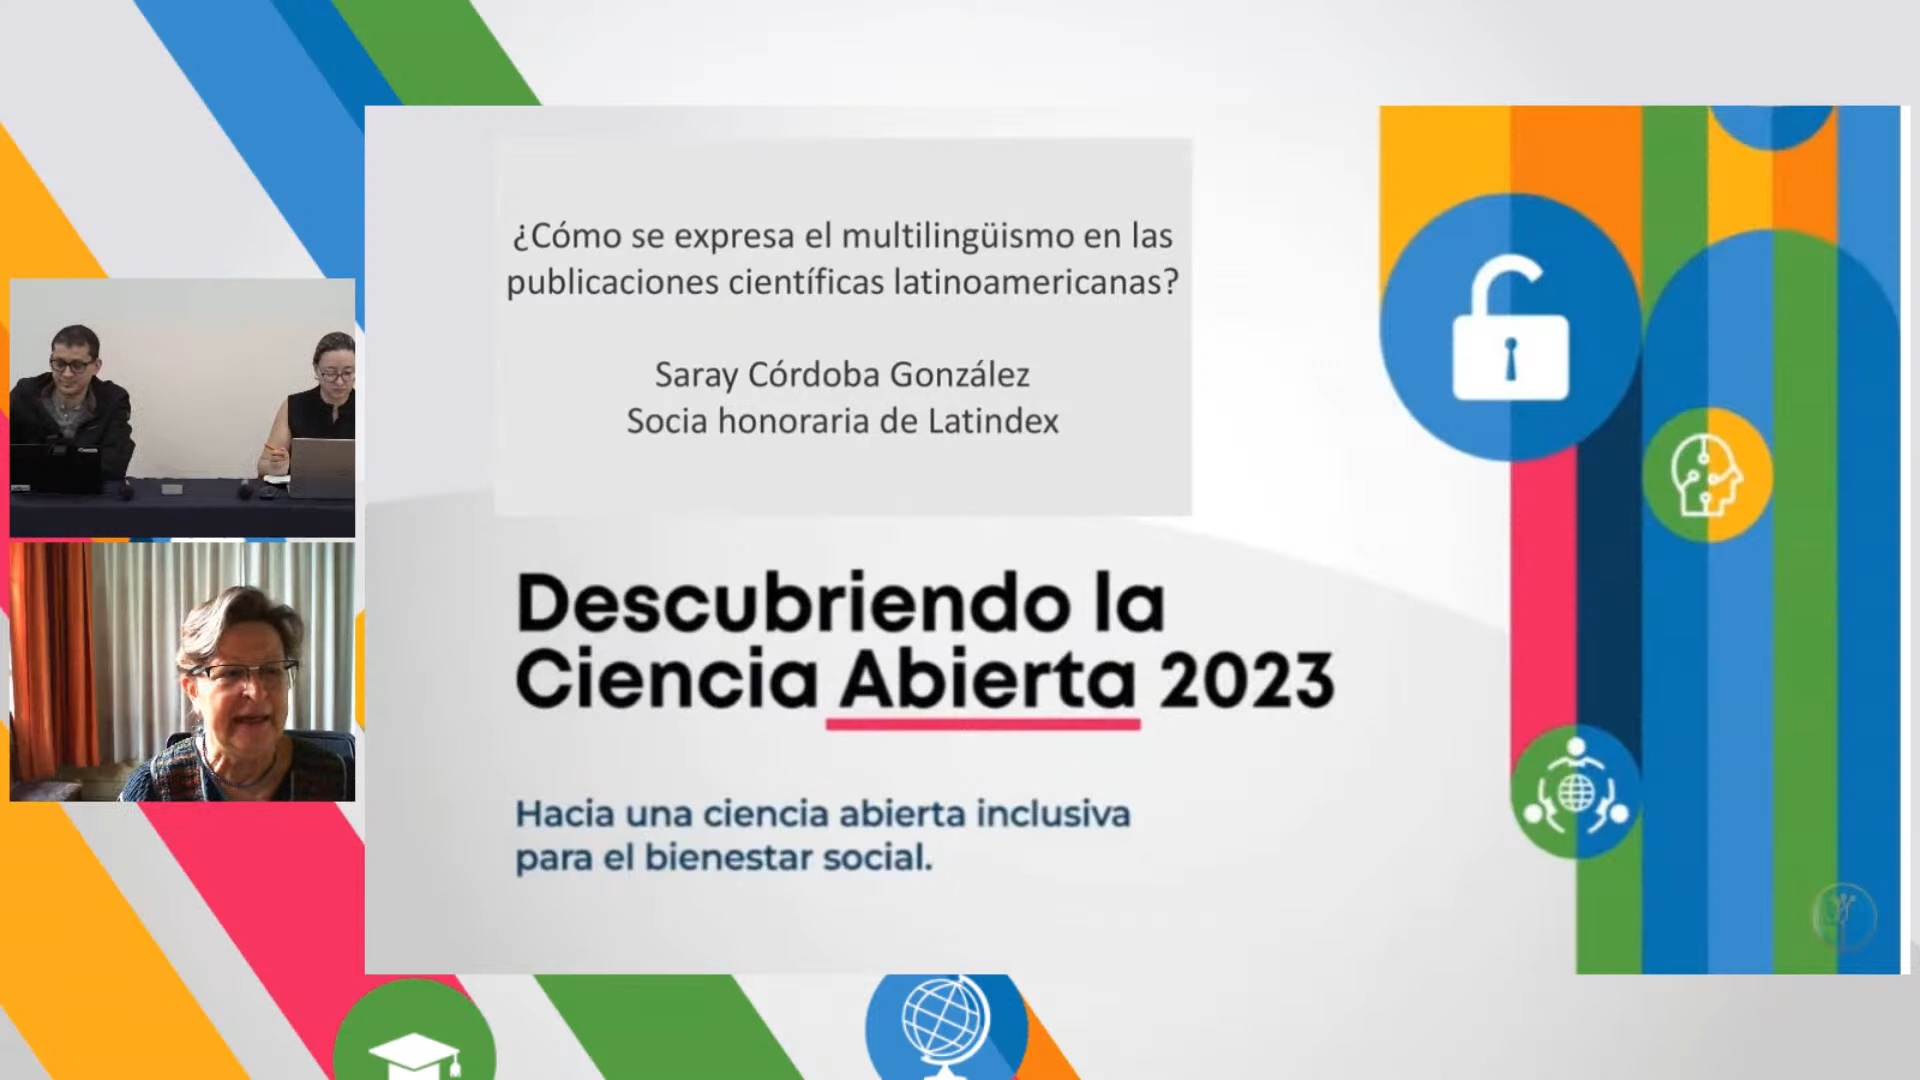 ¿Cómo se expresa el multilingüismo en las
publicaciones científicas latinoamericanas?
Saray Córdoba González
Socia honoraria de Latindex
Descubriendo la
Ciencia Abierta 2023
Hacia una ciencia abierta inclusiva
para el bienestar social.